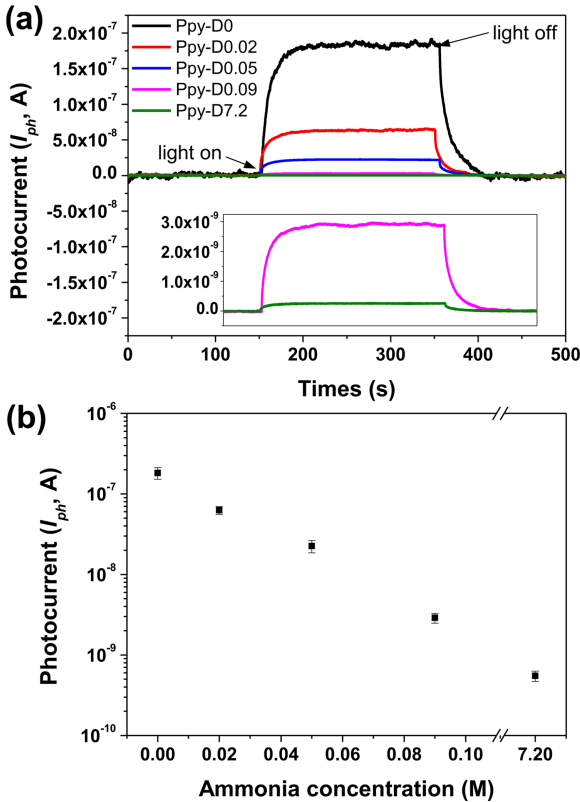 (a)
Ppy-D0
Ppy-D0.02
Ppy-D0.05
Ppy-D0.09
Ppy-D7.2
light off
light on
Photocurrent (Iph, A)
2.0x10⁻⁷
1.5x10⁻⁷
1.0x10⁻⁷
5.0x10⁻⁸
0.0
-5.0x10⁻⁸
-1.0x10⁻⁷
-1.5x10⁻⁷
-2.0x10⁻⁷
3.0x10⁻⁹
2.0x10⁻⁹
1.0x10⁻⁹
0.0
0 100 200 300 400 500
Times (s)
(b)
Photocurrent (Iph, A)
10⁻⁶
10⁻⁷
10⁻⁸
10⁻⁹
10⁻¹⁰
0.00 0.02 0.04 0.06 0.08 0.10 7.20
Ammonia concentration (M)